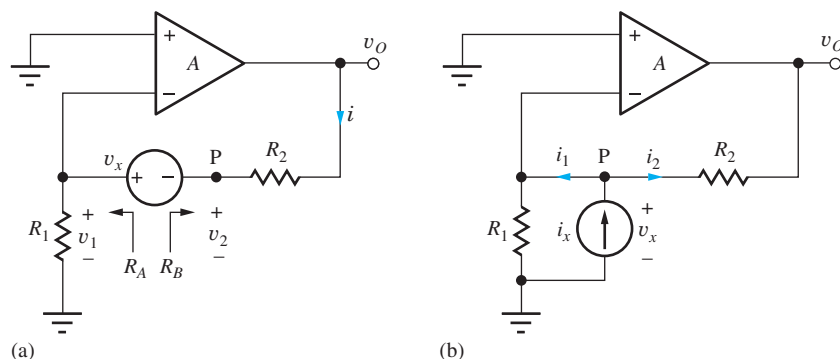 +
A
−
v_O
i
v_x
+ −
P
R_2
R_1
+
v_1
−
R_A
R_B
+
v_2
−
(a)
+
A
−
v_O
i_1
P
i_2
R_2
R_1
i_x
+
v_x
−
(b)